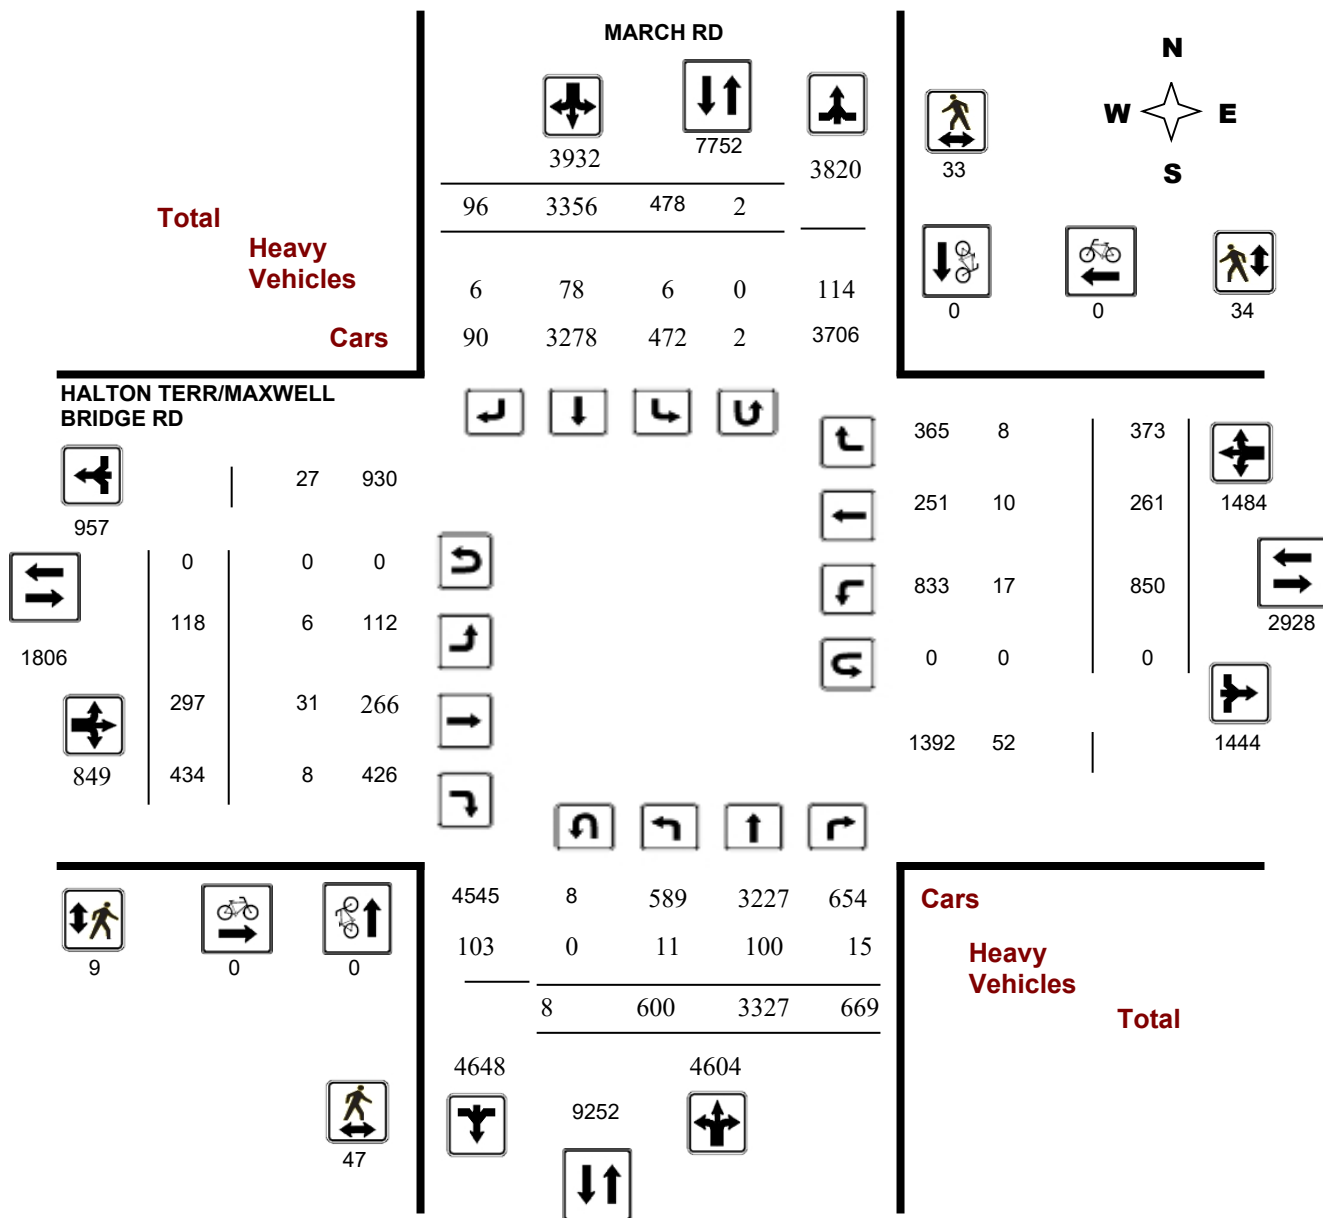 MARCH RD
N
W E
S
3932 7752 3820 33
96 3356 478 2
Total
Heavy
Vehicles
6 78 6 0 114
0 0 34
Cars 90 3278 472 2 3706
HALTON TERR/MAXWELL
BRIDGE RD
365 8 373
27 930
957
251 10 261 1484
0 0 0
833 17 850
118 6 112
2928
1806
0 0 0
297 31 266
1392 52 1444
849 434 8 426
4545 8 589 3227 654 Cars
103 0 11 100 15 Heavy
Vehicles
9 0 0
8 600 3327 669 Total
4648 4604
9252
47